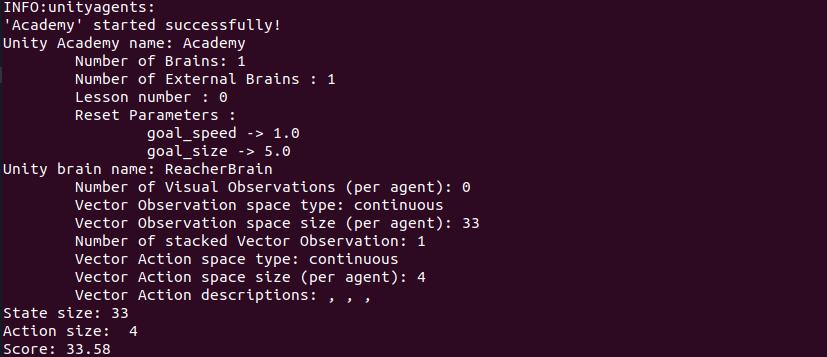 INFO:unityagents:
'Academy' started successfully!
Unity Academy name: Academy
Number of Brains: 1
Number of External Brains : 1
Lesson number : 0
Reset Parameters :
goal_speed -> 1.0
goal_size -> 5.0
Unity brain name: ReacherBrain
Number of Visual Observations (per agent): 0
Vector Observation space type: continuous
Vector Observation space size (per agent): 33
Number of stacked Vector Observation: 1
Vector Action space type: continuous
Vector Action space size (per agent): 4
Vector Action descriptions: , , ,
State size: 33
Action size:  4
Score: 33.58